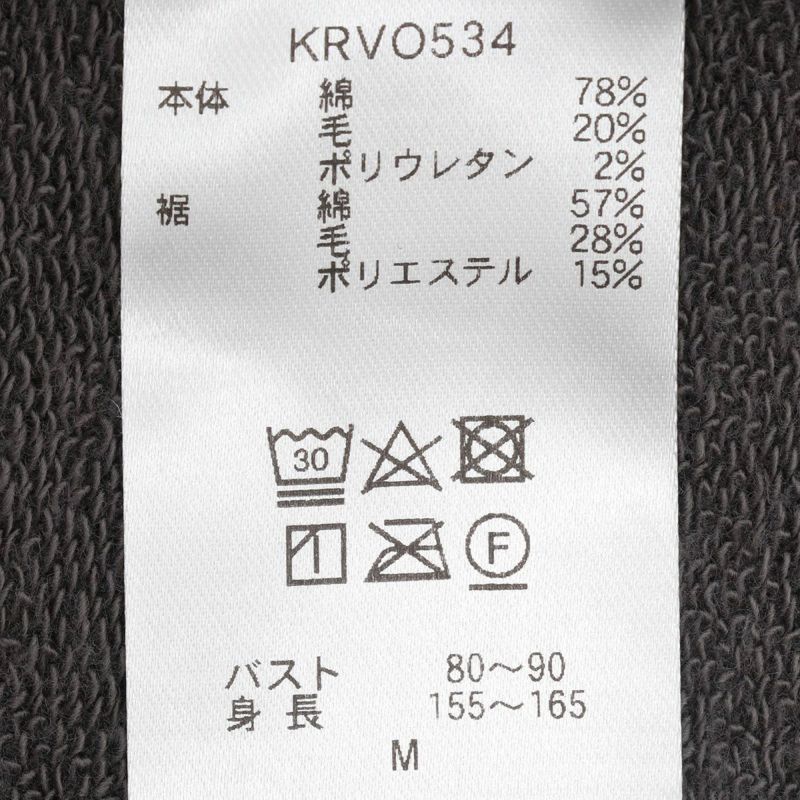 KRVO534
本体 綿 78%
毛 20%
ポリウレタン 2%
裾 綿 57%
毛 28%
ポリエステル 15%
30
F
バスト 80～90
身長 155～165
M